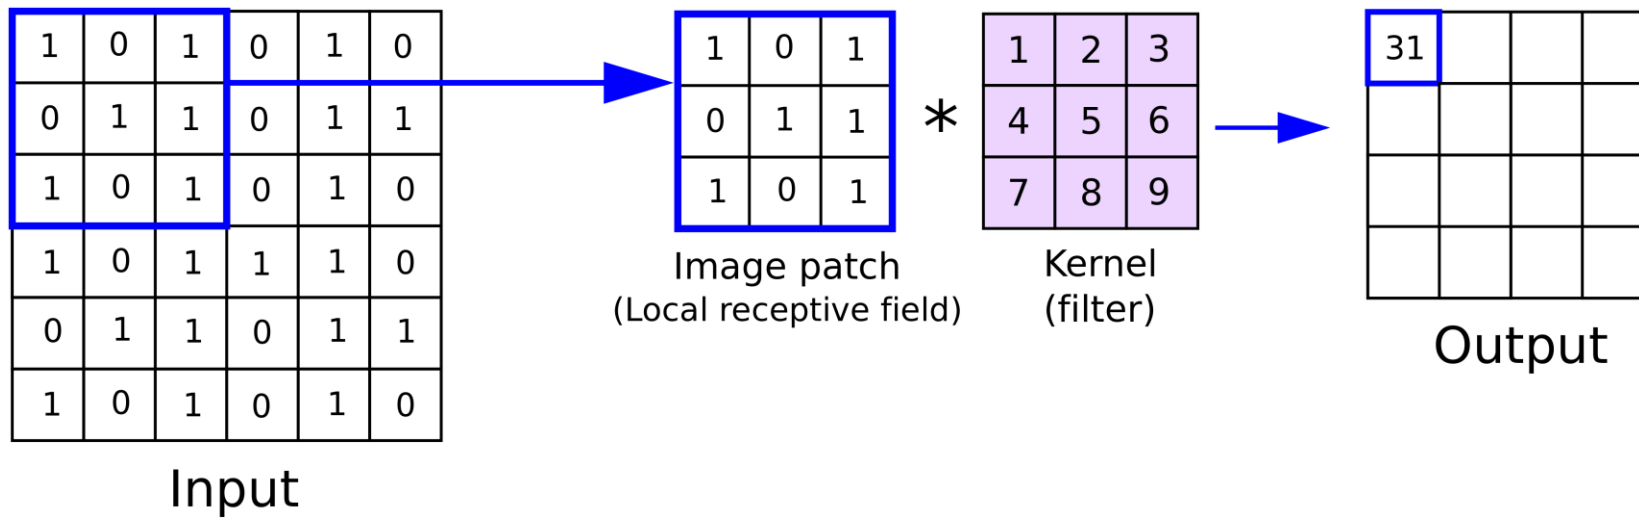 1 0 1 0 1 0
0 1 1 0 1 1
1 0 1 0 1 0
1 0 1 1 1 0
0 1 1 0 1 1
1 0 1 0 1 0
Input
1 0 1
0 1 1
1 0 1
Image patch
(Local receptive field)
*
1 2 3
4 5 6
7 8 9
Kernel
(filter)
31
Output